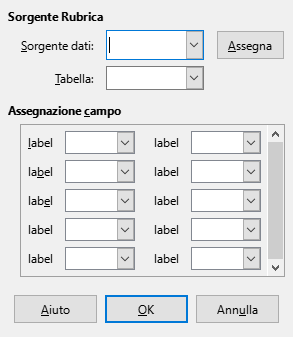 Sorgente Rubrica
Sorgente dati: Assegna
Tabella:
Assegnazione campo
label label
label label
label label
label label
label label
Aiuto OK Annulla